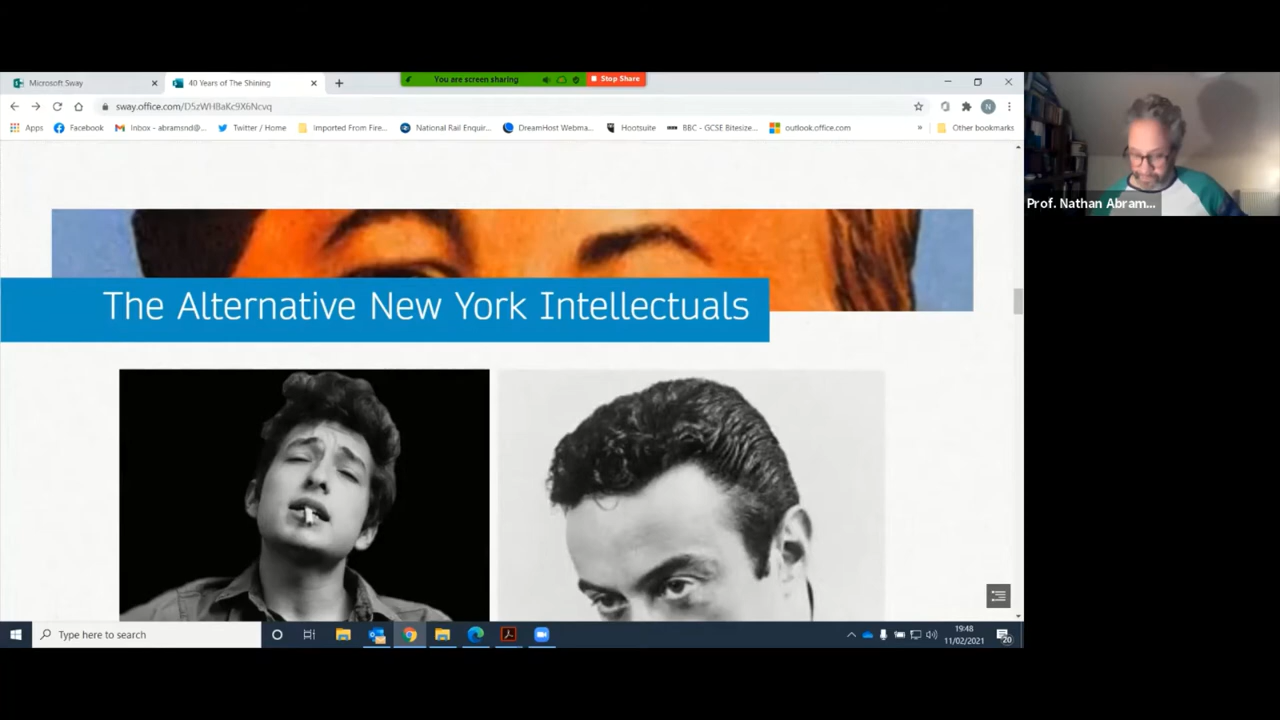 You are screen sharing
Stop Share
Microsoft Sway
40 Years of The Shining
sway.office.com/D5zWHBaKc9X6Ncvq
Apps
Facebook
Inbox - abramsnd@...
Twitter / Home
Imported From Fire...
National Rail Enquir...
DreamHost Webma...
Hootsuite
BBC - GCSE Bitesize...
outlook.office.com
»
Other bookmarks
N
Prof. Nathan Abram...
The Alternative New York Intellectuals
Type here to search
19:48
11/02/2021
20